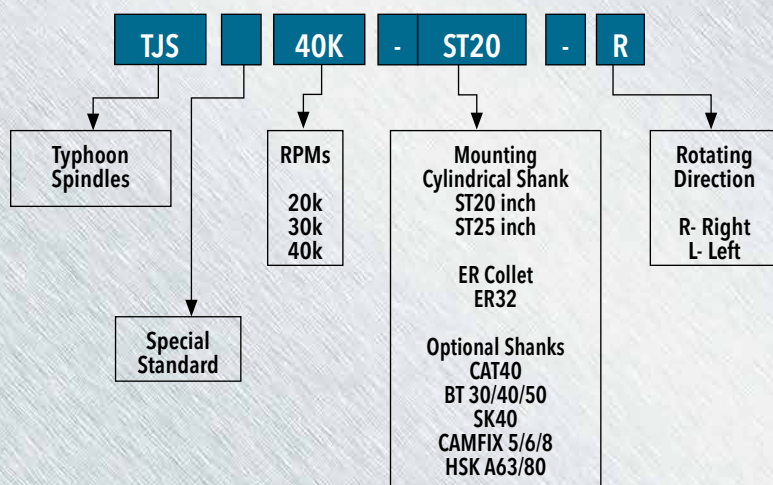 TJS 40K - ST20 - R
Typhoon
Spindles
Special
Standard
RPMs
20k
30k
40k
Mounting
Cylindrical Shank
ST20 inch
ST25 inch
ER Collet
ER32
Optional Shanks
CAT40
BT 30/40/50
SK40
CAMFIX 5/6/8
HSK A63/80
Rotating
Direction
R- Right
L- Left